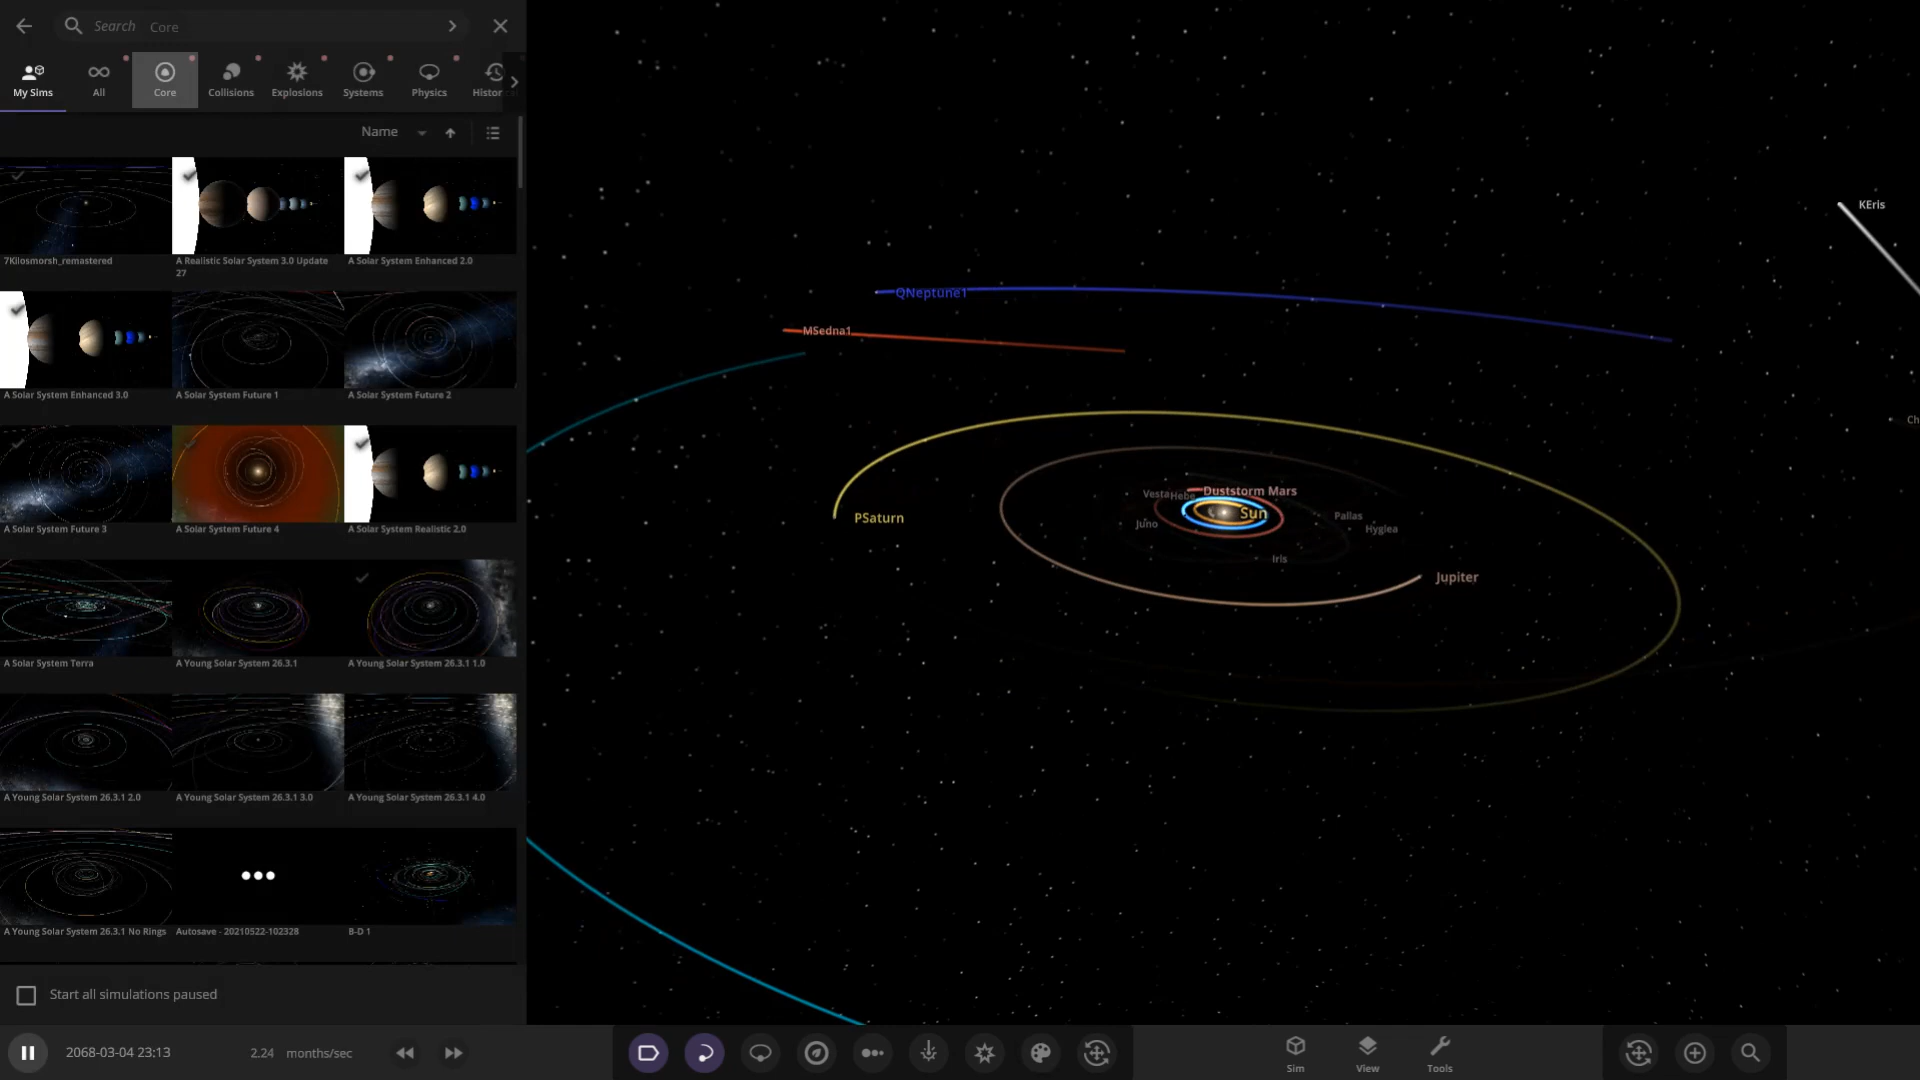 Search Core
My Sims
All
Core
Collisions
Explosions
Systems
Physics
Name
7Kilosmorsh_remastered
A Realistic Solar System 3.0 Update
27
A Solar System Enhanced 2.0
A Solar System Enhanced 3.0
A Solar System Future 1
A Solar System Future 2
A Solar System Future 3
A Solar System Future 4
A Solar System Realistic 2.0
A Solar System Terra
A Young Solar System 26.3.1
A Young Solar System 26.3.1 1.0
A Young Solar System 26.3.1 2.0
A Young Solar System 26.3.1 3.0
A Young Solar System 26.3.1 4.0
A Young Solar System 26.3.1 No Rings
Autosave - 20210522-102328
B-D 1
Start all simulations paused
KEris
QNeptune1
MSedna1
Ch
Duststorm Mars
Vesta
Hebe
Sun
PSaturn
Juno
Pallas
Hygiea
Iris
Jupiter
2068-03-04 23:13
2.24 months/sec
Sim
View
Tools